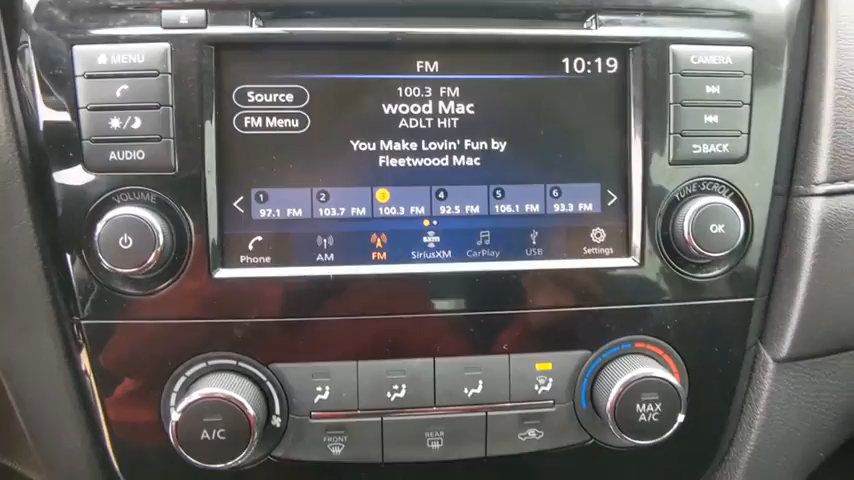 MENU
AUDIO
VOLUME
FM
10:19
Source
FM Menu
100.3 FM
wood Mac
ADLT HIT
You Make Lovin' Fun by
Fleetwood Mac
1 2 3 4 5 6
97.1 FM 103.7 FM 100.3 FM 92.5 FM 106.1 FM 93.3 FM
Phone AM FM SiriusXM CarPlay USB Settings
sxm
CAMERA
BACK
TUNE·SCROLL
OK
A/C
FRONT
REAR
MAX
A/C